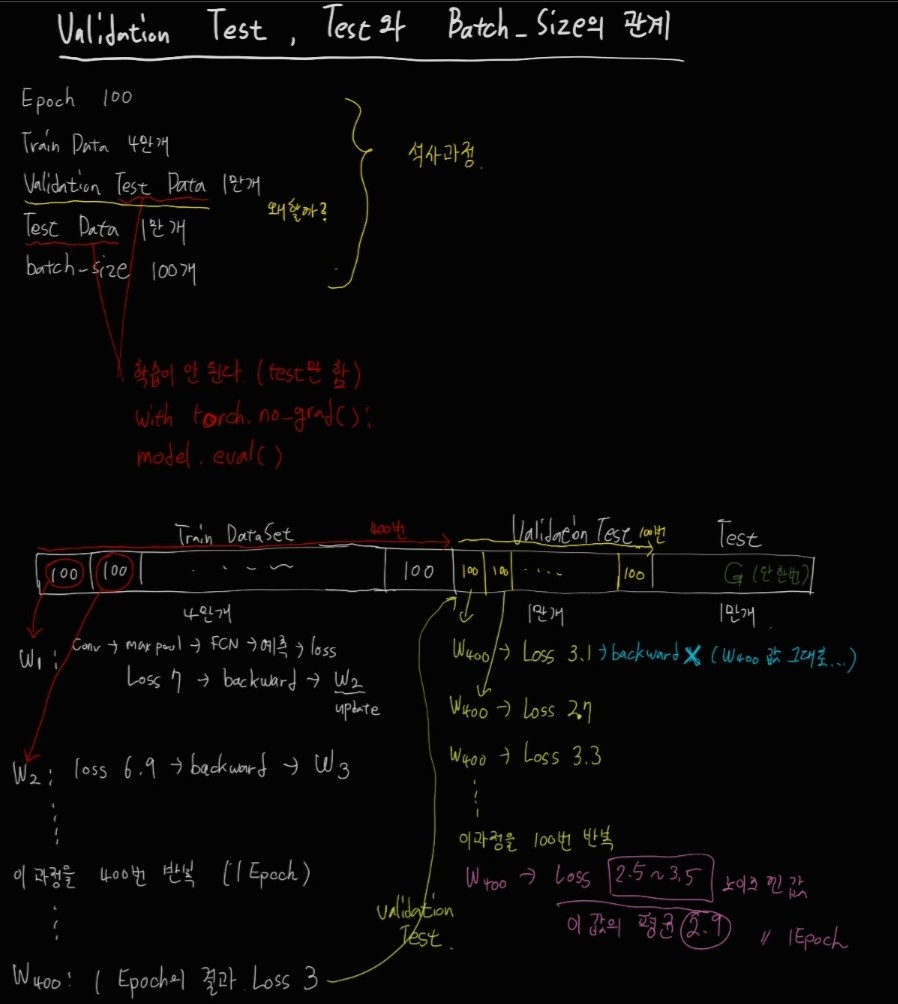 Validation Test, Test와 Batch_Size의 관계
Epoch 100
Train Data 4만개
석사과정.
Validation Test Data 1만개
왜할까?
Test Data 1만개
batch-size 100개
학습이 안 된다. (test만 함)
with torch.no_grad():
model.eval()
Train DataSet 400번 Validation Test 100번 Test
100 100 . . . ~ ~ 100 100 100 .... 100 G (안 한번)
4만개 1만개 1만개
W1: Conv → max pool → FCN → 예측 → loss
Loss 7 → backward → W2
update
W2: loss 6.9 → backward → W3
이 과정을 400번 반복 (1 Epoch)
W400: 1 Epoch의 결과 Loss 3
Validation
Test.
W400 → Loss 3.1 → backward X (W400 값 그대로...)
W400 → Loss 2.7
W400 → Loss 3.3
이과정을 100번 반복
W400 → Loss 2.5~3.5 노이즈 낀 값
이 값의 평균 2.9 〃 1Epoch